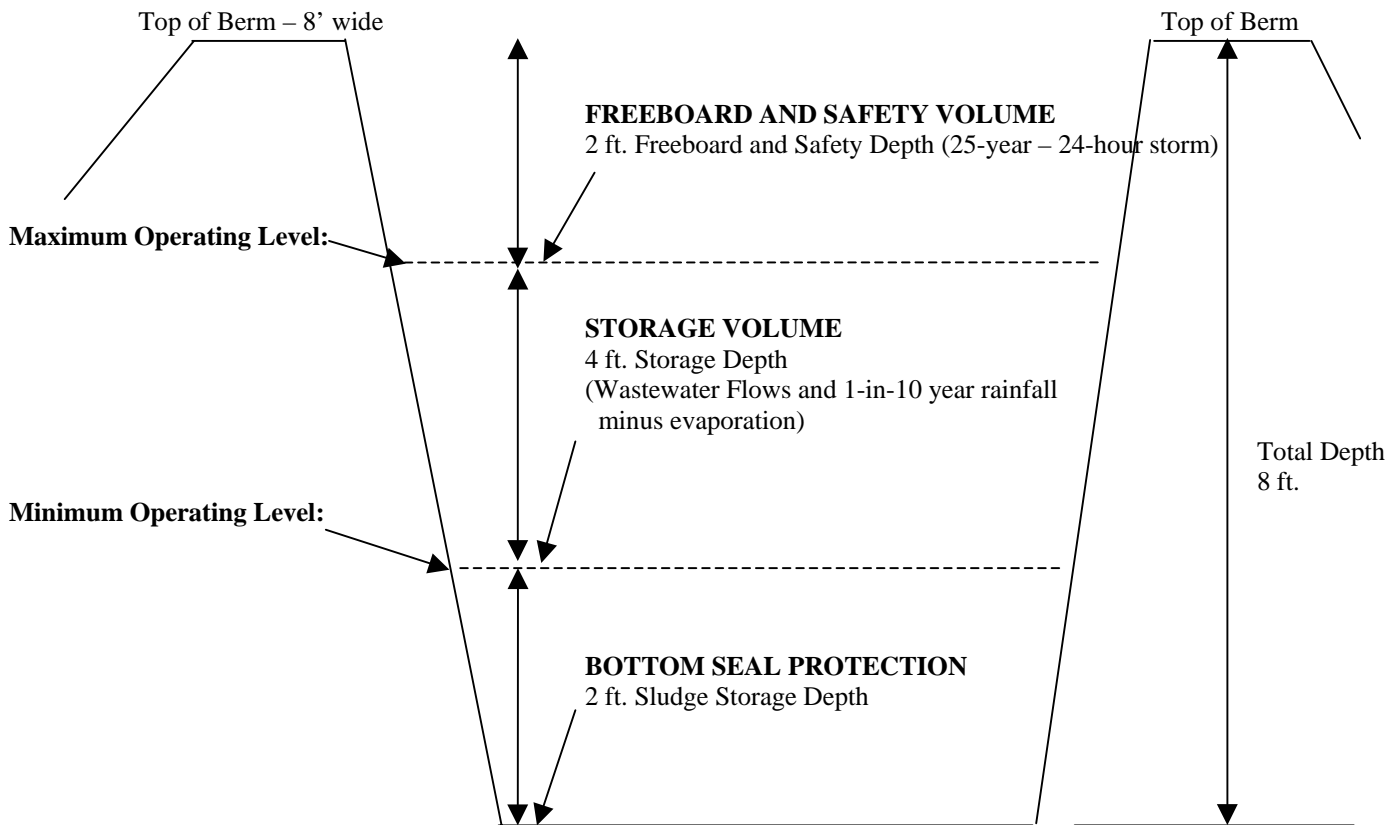 Top of Berm – 8’ wide
Top of Berm
FREEBOARD AND SAFETY VOLUME
2 ft. Freeboard and Safety Depth (25-year – 24-hour storm)
Maximum Operating Level:
STORAGE VOLUME
4 ft. Storage Depth
(Wastewater Flows and 1-in-10 year rainfall
minus evaporation)
Total Depth
8 ft.
Minimum Operating Level:
BOTTOM SEAL PROTECTION
2 ft. Sludge Storage Depth